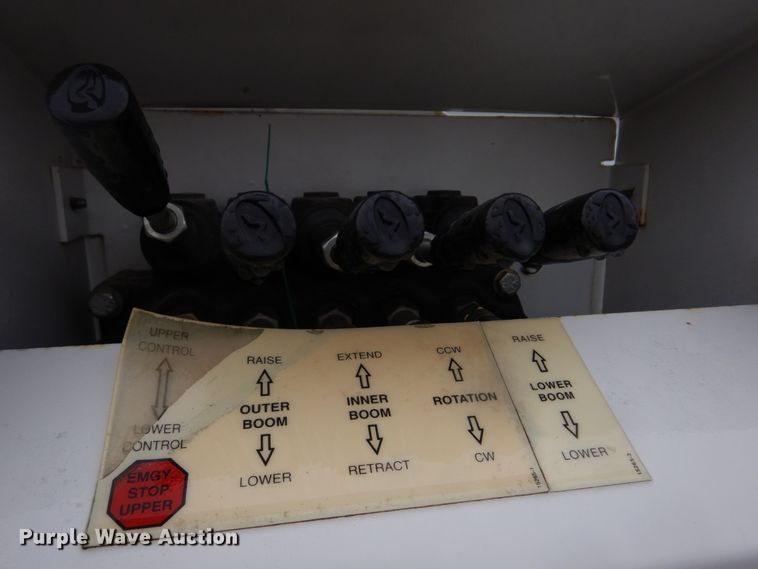 UPPER
CONTROL
LOWER
CONTROL
EMGY
STOP
UPPER
RAISE
OUTER
BOOM
LOWER
EXTEND
INNER
BOOM
RETRACT
CCW
ROTATION
CW
RAISE
LOWER
BOOM
LOWER
Purple Wave Auction